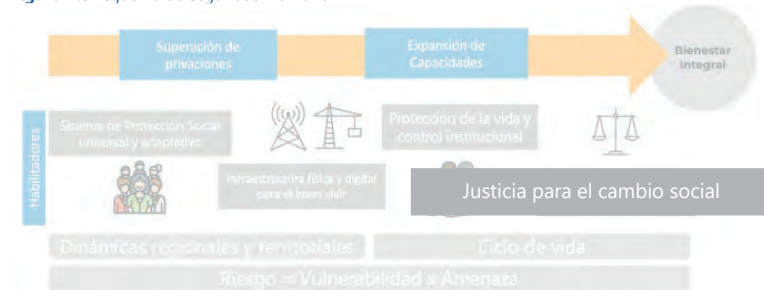 Superación de
privaciones
Expansión de
Capacidades
Bienestar
Integral
Habilitadores
Sistema de Protección Social
universal y adaptativo
Protección de la vida y
control institucional
Infraestructura física y digital
para el buen vivir
Justicia para el cambio social
Dinámicas regionales y territoriales
Ciclo de vida
Riesgo = Vulnerabilidad x Amenaza